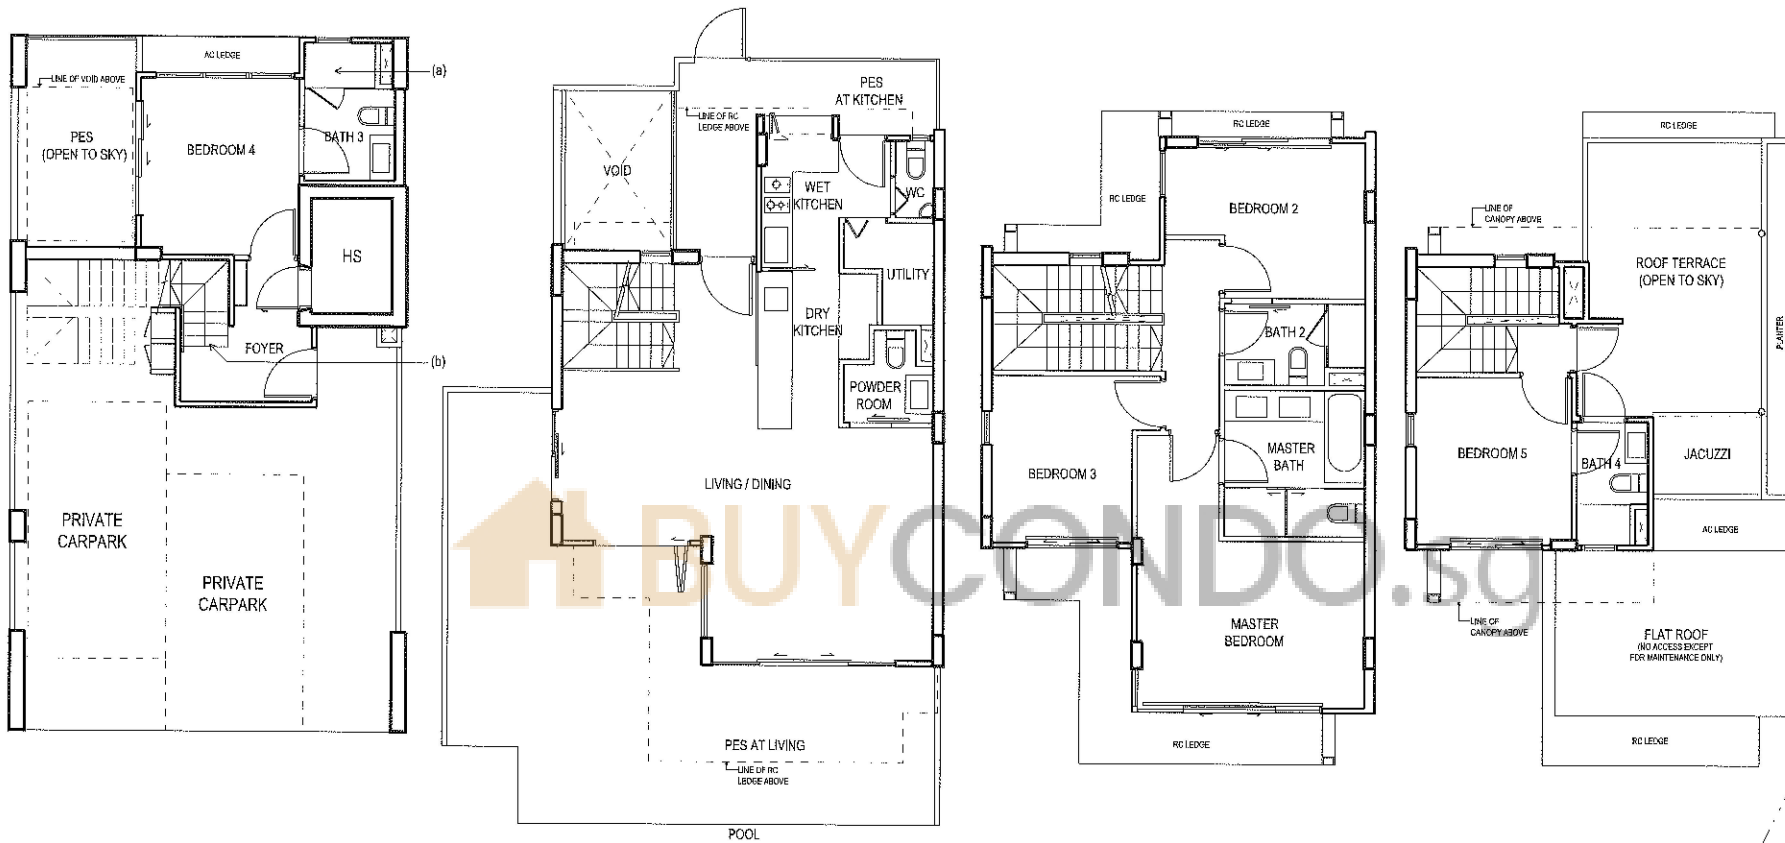 AC LEDGE
(a)
LINE OF VOID ABOVE
PES
(OPEN TO SKY)
BEDROOM 4
BATH 3
HS
FOYER
(b)
PRIVATE
CARPARK
PRIVATE
CARPARK
PES
AT KITCHEN
LINE OF RC
LEDGE ABOVE
VOID
WET
KITCHEN
WC
UTILITY
DRY
KITCHEN
POWDER
ROOM
LIVING / DINING
PES AT LIVING
LINE OF RC
LEDGE ABOVE
POOL
RC LEDGE
RC LEDGE
BEDROOM 2
BATH 2
MASTER
BATH
BEDROOM 3
MASTER
BEDROOM
RC LEDGE
RC LEDGE
LINE OF
CANOPY ABOVE
ROOF TERRACE
(OPEN TO SKY)
PLANTER
BEDROOM 5
BATH 4
JACUZZI
AC LEDGE
LINE OF
CANOPY ABOVE
FLAT ROOF
(NO ACCESS EXCEPT
FOR MAINTENANCE ONLY)
RC LEDGE
BUYCONDO.sg